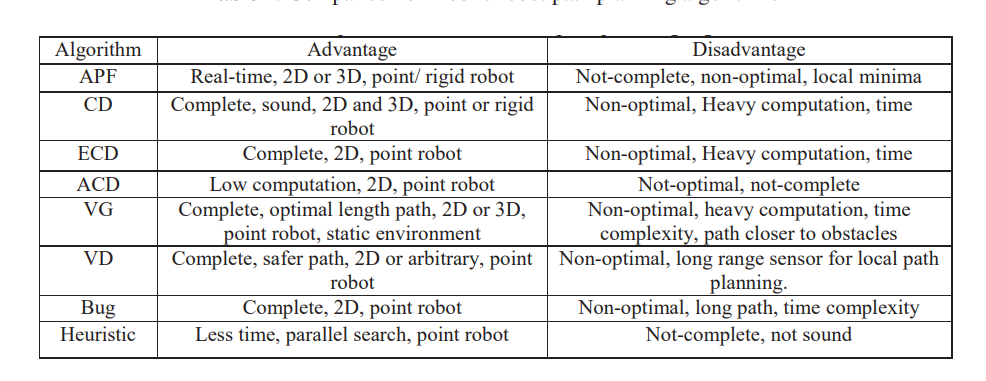 Algorithm Advantage Disadvantage
APF Real-time, 2D or 3D, point/ rigid robot Not-complete, non-optimal, local minima
CD Complete, sound, 2D and 3D, point or rigid Non-optimal, Heavy computation, time
robot
ECD Complete, 2D, point robot Non-optimal, Heavy computation, time
ACD Low computation, 2D, point robot Not-optimal, not-complete
VG Complete, optimal length path, 2D or 3D, Non-optimal, heavy computation, time
point robot, static environment complexity, path closer to obstacles
VD Complete, safer path, 2D or arbitrary, point Non-optimal, long range sensor for local path
robot planning.
Bug Complete, 2D, point robot Non-optimal, long path, time complexity
Heuristic Less time, parallel search, point robot Not-complete, not sound